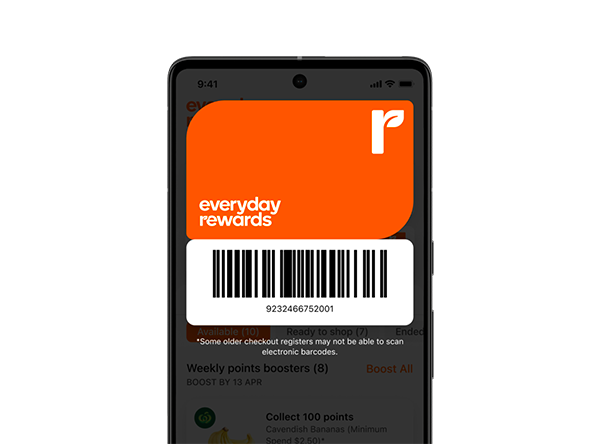 9:41
everyday
r
everyday
rewards
9232466752001
Available (10) Ready to shop (7) Ended
*Some older checkout registers may not be able to scan
electronic barcodes.
Weekly points boosters (8) Boost All
BOOST BY 13 APR
Collect 100 points
Cavendish Bananas (Minimum
Spend $2.50)*